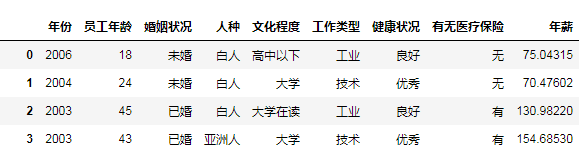 年份 员工年龄 婚姻状况 人种 文化程度 工作类型 健康状况 有无医疗保险 年薪
0 2006 18 未婚 白人 高中以下 工业 良好 无 75.04315
1 2004 24 未婚 白人 大学 技术 优秀 无 70.47602
2 2003 45 已婚 白人 大学在读 工业 良好 有 130.98220
3 2003 43 已婚 亚洲人 大学 技术 优秀 有 154.68530